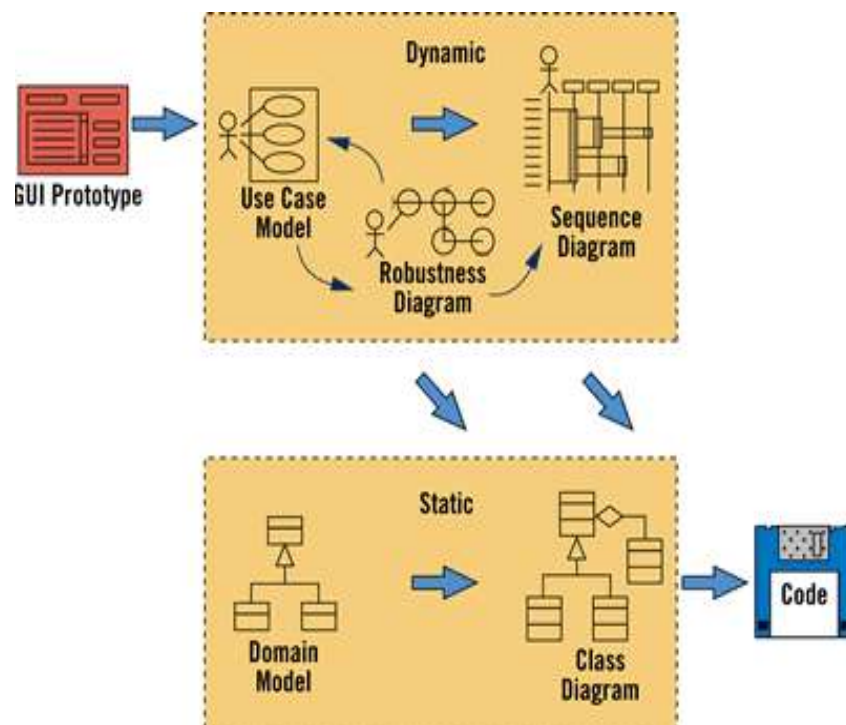 Dynamic
GUI Prototype
Use Case
Model
Robustness
Diagram
Sequence
Diagram
Static
Domain
Model
Class
Diagram
Code